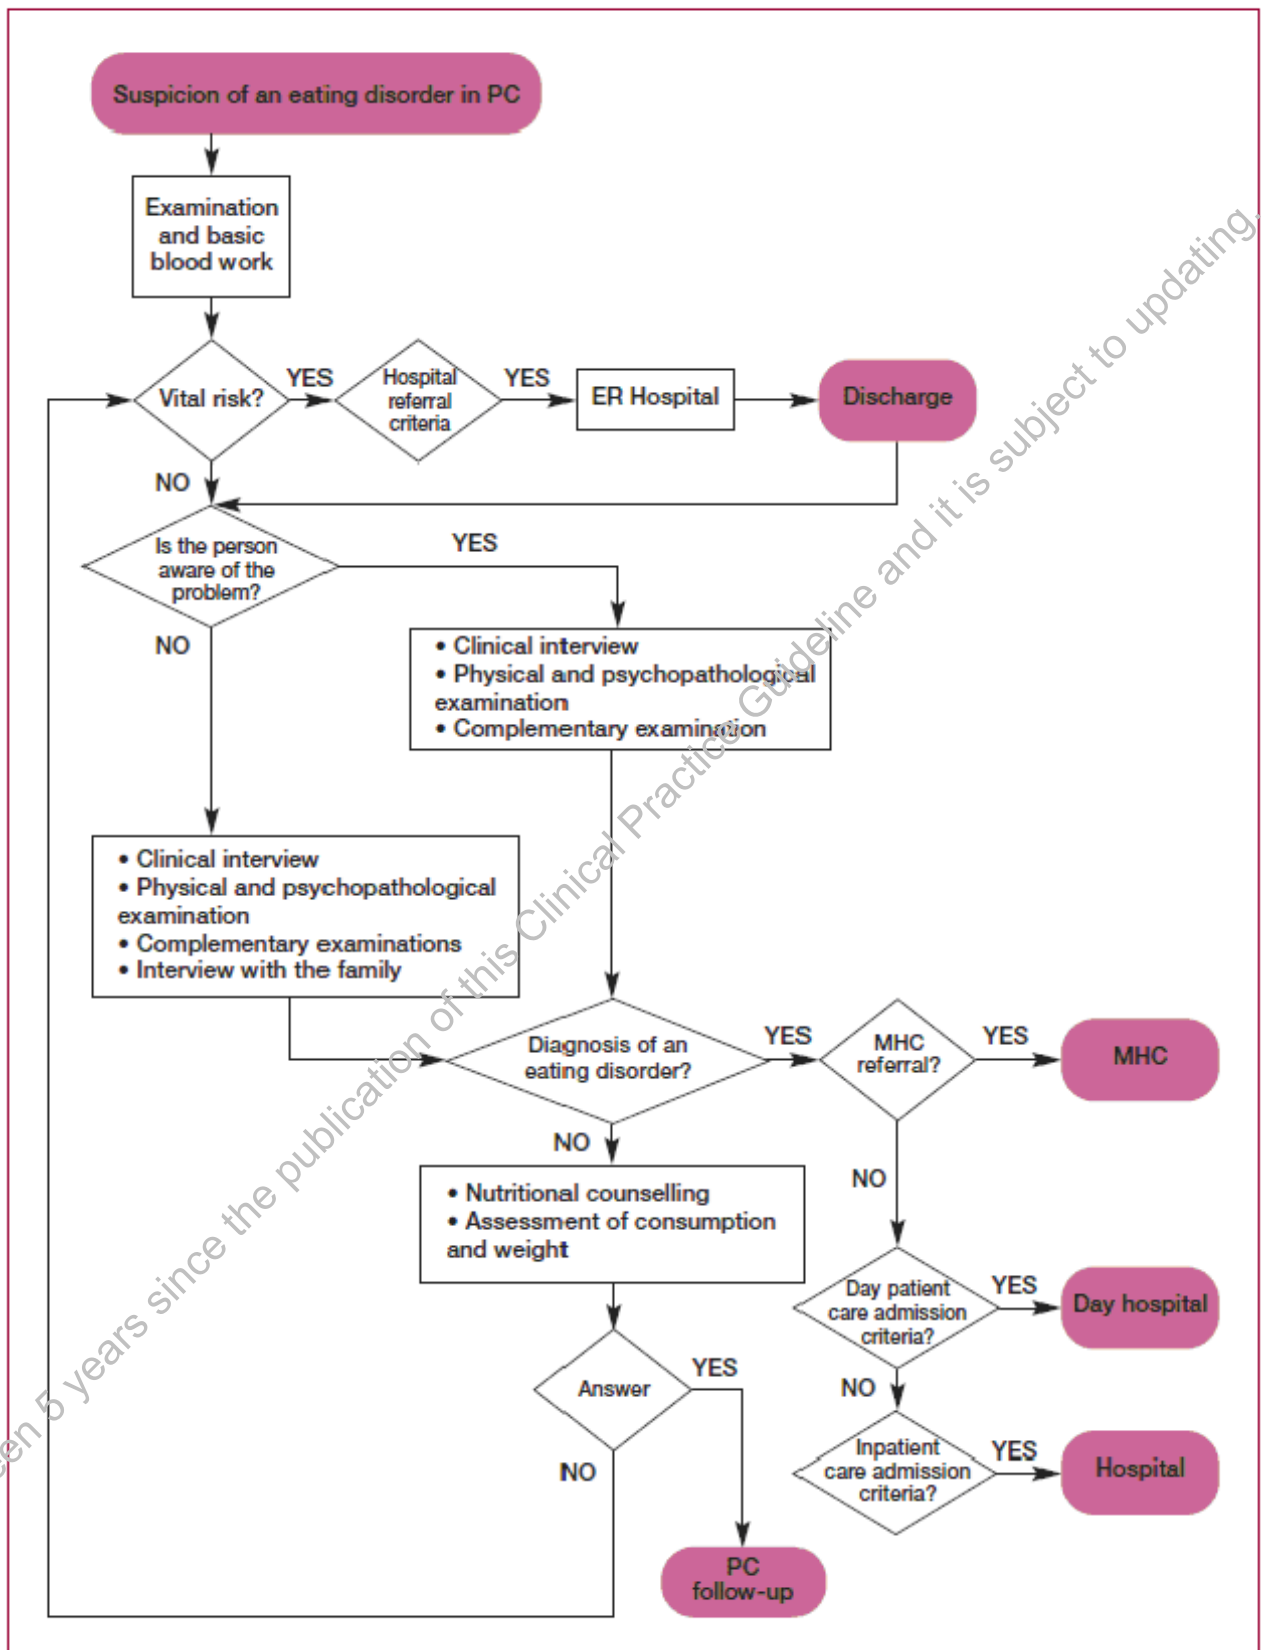 Suspicion of an eating disorder in PC
Examination
and basic
blood work
Vital risk?
YES
Hospital
referral
criteria
YES
ER Hospital
Discharge
NO
Is the person
aware of the
problem?
YES
NO
• Clinical interview
• Physical and psychopathological
examination
• Complementary examination
• Clinical interview
• Physical and psychopathological
examination
• Complementary examinations
• Interview with the family
Diagnosis of an
eating disorder?
YES
MHC
referral?
YES
MHC
NO
NO
• Nutritional counselling
• Assessment of consumption
and weight
Day patient
care admission
criteria?
YES
Day hospital
Answer
YES
NO
NO
Inpatient
care admission
criteria?
YES
Hospital
PC
follow-up
5 years since the publication of this Clinical Practice Guideline and it is subject to updating.